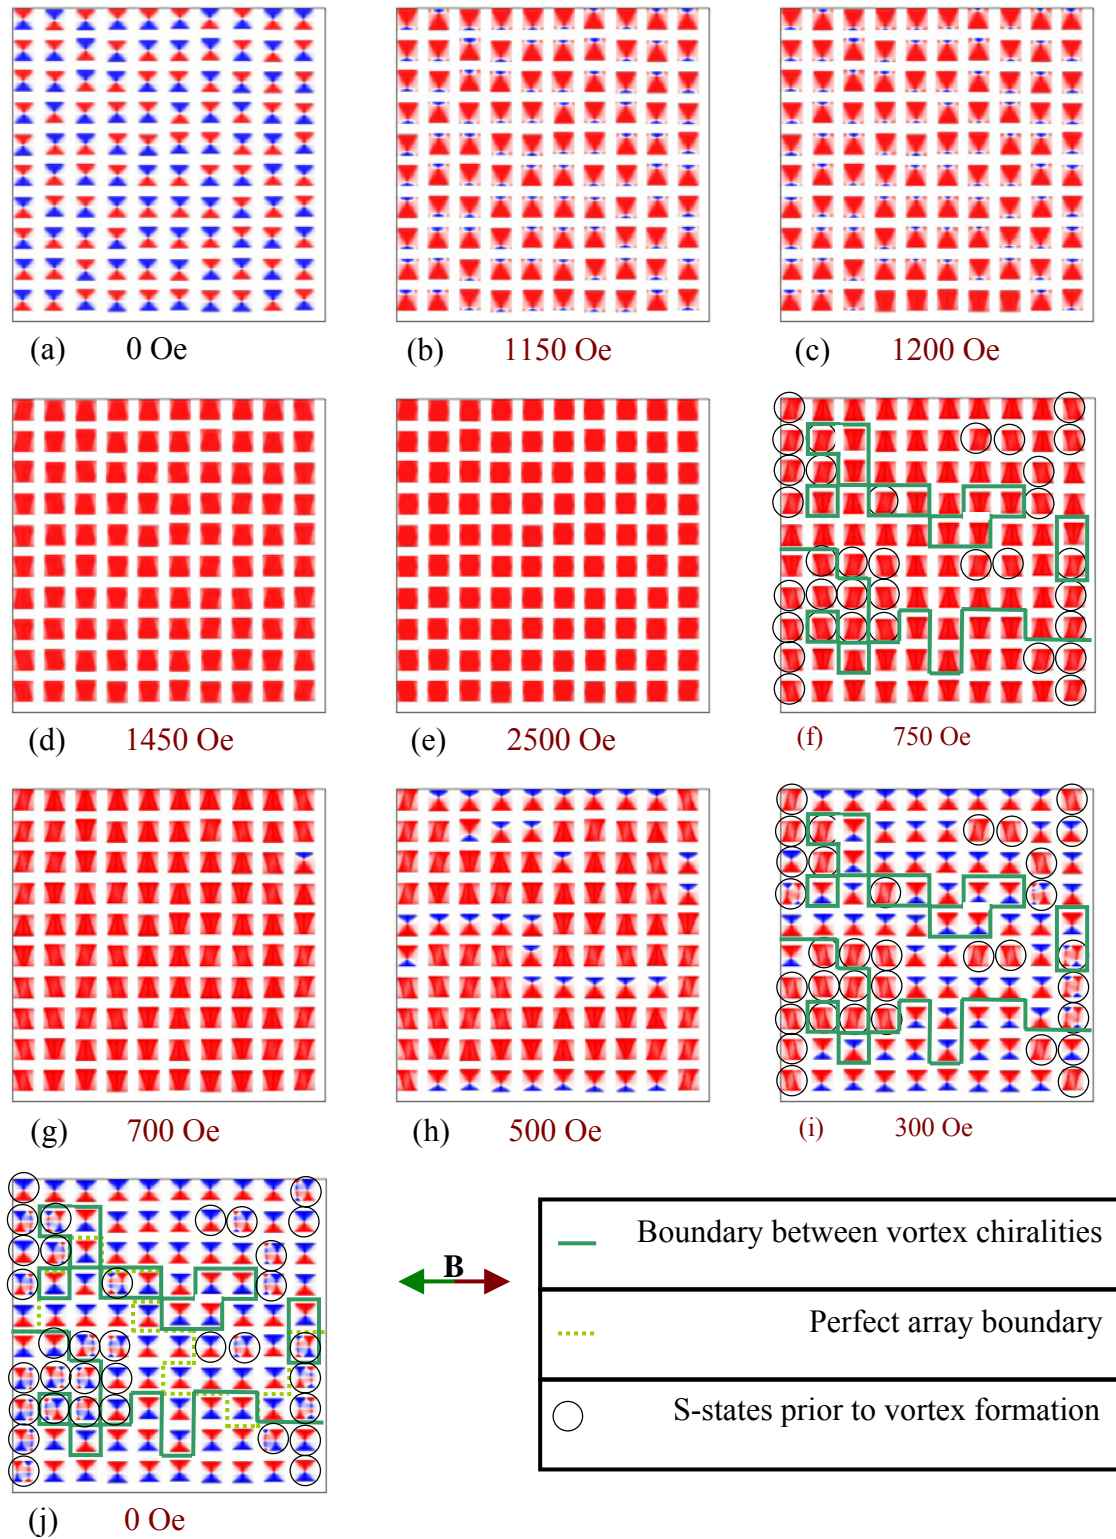 (a) 0 Oe
(b) 1150 Oe
(c) 1200 Oe
(d) 1450 Oe
(e) 2500 Oe
(f) 750 Oe
(g) 700 Oe
(h) 500 Oe
(i) 300 Oe
(j) 0 Oe
B
Boundary between vortex chiralities
Perfect array boundary
S-states prior to vortex formation